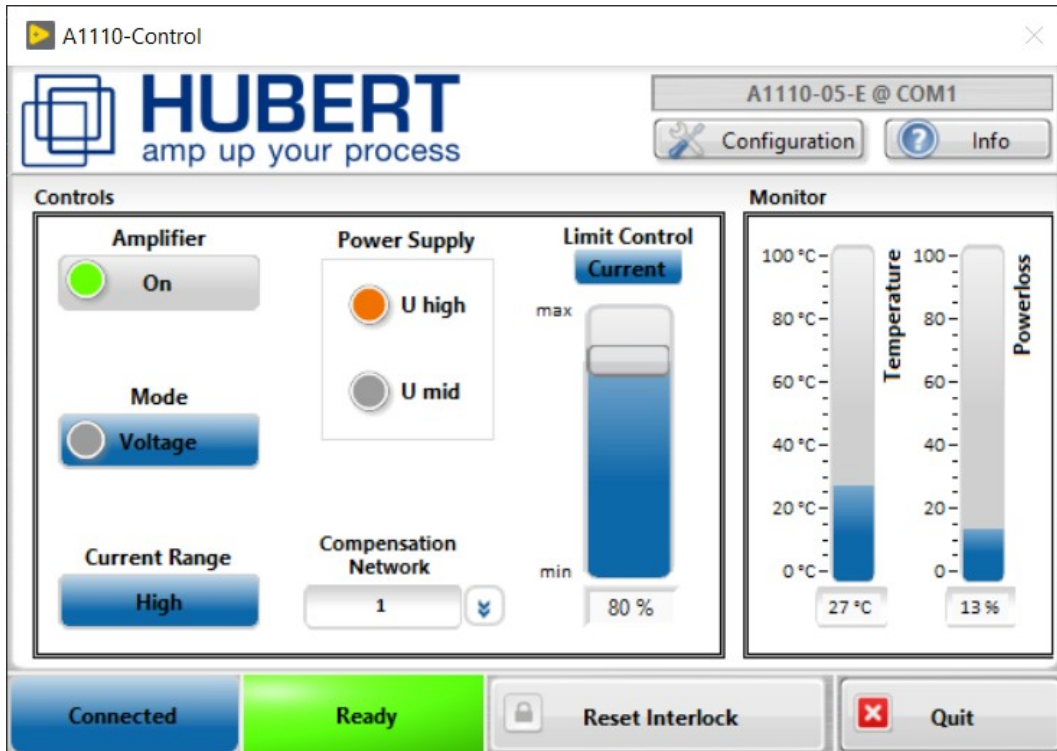 A1110-Control
HUBERT
amp up your process
A1110-05-E @ COM1
Configuration
Info
Controls
Amplifier
On
Mode
Voltage
Current Range
High
Power Supply
U high
U mid
Compensation
Network
1
Limit Control
Current
max
min
80 %
Monitor
100 °C
80 °C
60 °C
40 °C
20 °C
0 °C
Temperature
27 °C
100
80
60
40
20
0
Powerloss
13 %
Connected
Ready
Reset Interlock
Quit